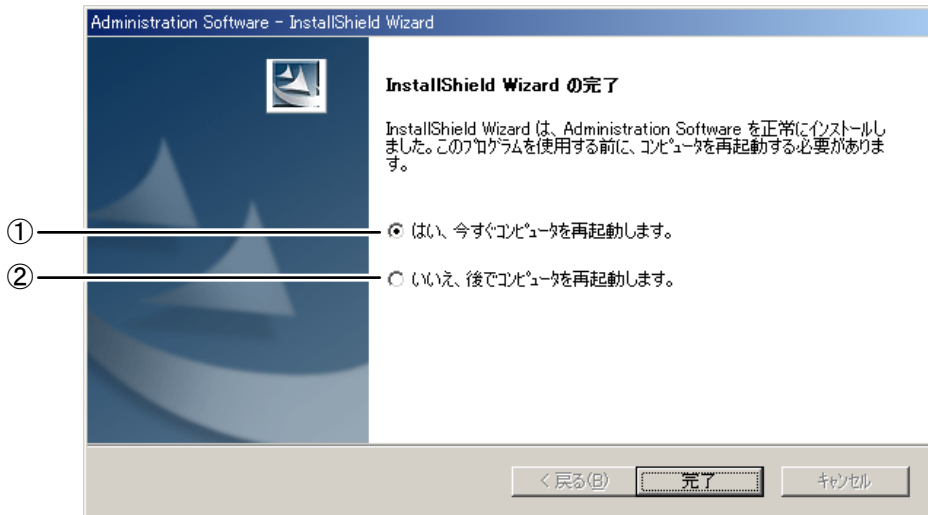 Administration Software - InstallShield Wizard
InstallShield Wizard の完了
InstallShield Wizard は、Administration Software を正常にインストールし
ました。このプログラムを使用する前に、コンピュータを再起動する必要がありま
す。
① はい、今すぐコンピュータを再起動します。
② いいえ、後でコンピュータを再起動します。
< 戻る(B) 完了 キャンセル